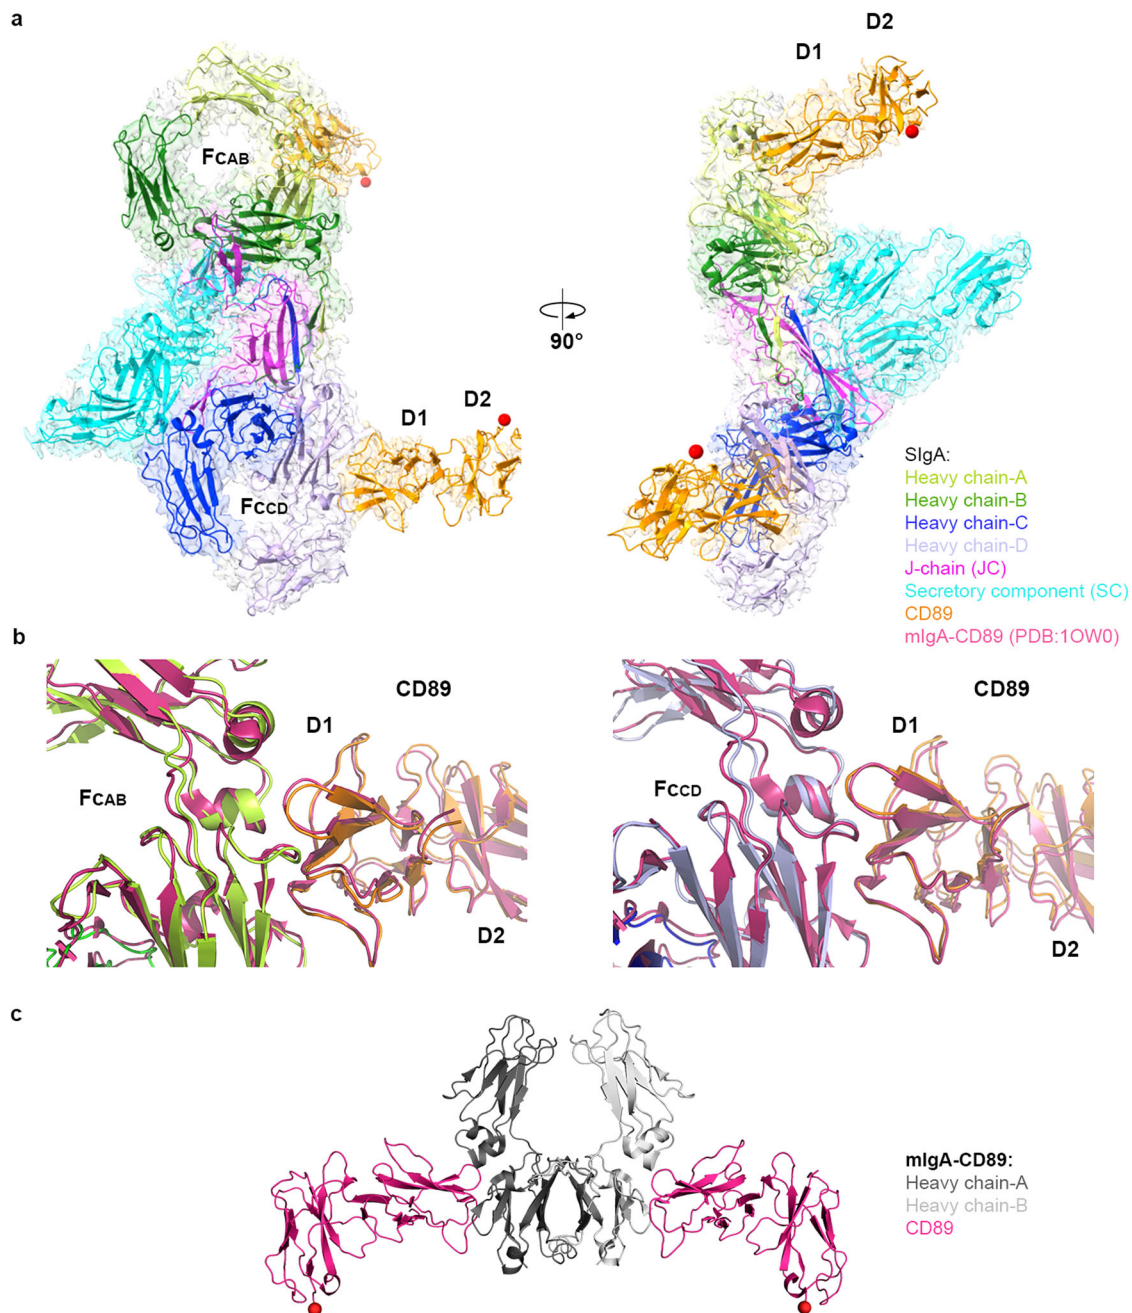 a
D2
D1
FCAB
90°
D1
D2
FCCD
SIgA:
Heavy chain-A
Heavy chain-B
Heavy chain-C
Heavy chain-D
J-chain (JC)
Secretory component (SC)
CD89
mIgA-CD89 (PDB:1OW0)
b
CD89
D1
FCAB
D2
CD89
D1
FCCD
D2
c
mIgA-CD89:
Heavy chain-A
Heavy chain-B
CD89